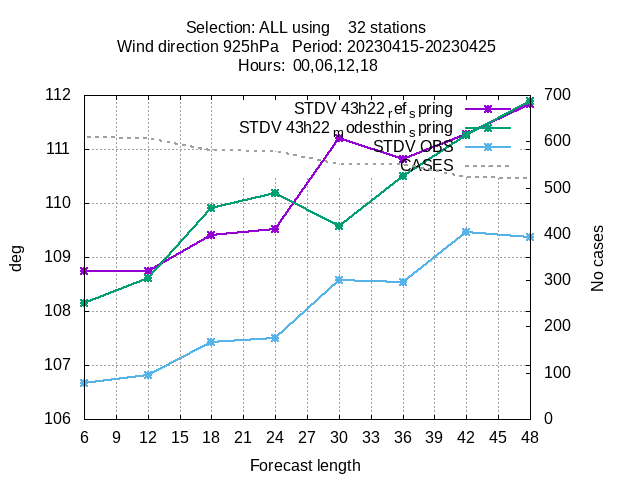 Selection: ALL using    32 stations
Wind direction 925hPa   Period: 20230415-20230425
Hours:  00,06,12,18
STDV 43h22_ref_spring
STDV 43h22_modesthin_spring
STDV OBS
CASES
112
111
110
109
108
107
106
deg
700
600
500
400
300
200
100
0
No cases
6 9 12 15 18 21 24 27 30 33 36 39 42 45 48
Forecast length